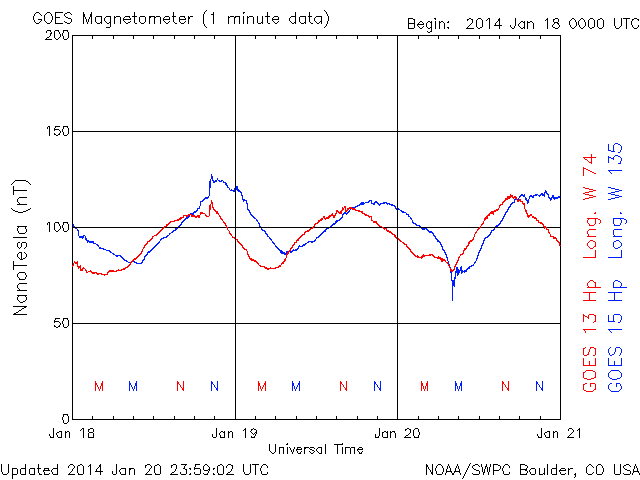 GOES Magnetometer (1 minute data)
Begin: 2014 Jan 18 0000 UTC
200
150
100
50
0
NanoTesla (nT)
M M N N M M N N M M N N
Jan 18 Jan 19 Jan 20 Jan 21
Universal Time
GOES 13 Hp Long. W 74
GOES 15 Hp Long. W 135
Updated 2014 Jan 20 23:59:02 UTC
NOAA/SWPC Boulder, CO USA